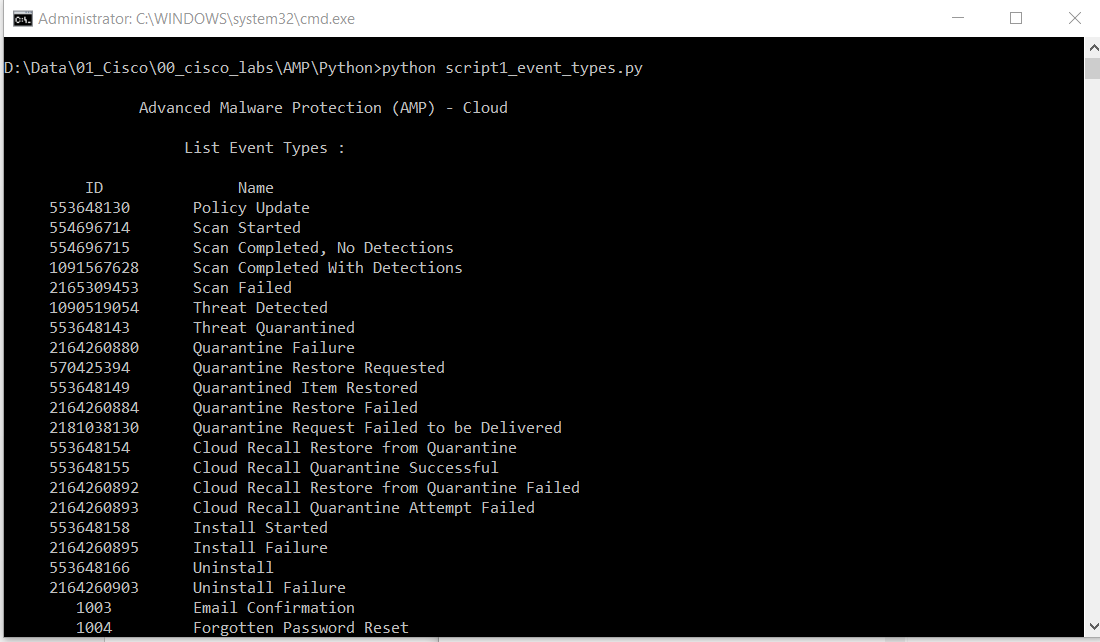 Administrator: C:\WINDOWS\system32\cmd.exe
D:\Data\01_Cisco\00_cisco_labs\AMP\Python>python script1_event_types.py
Advanced Malware Protection (AMP) - Cloud
List Event Types :
ID Name
553648130 Policy Update
554696714 Scan Started
554696715 Scan Completed, No Detections
1091567628 Scan Completed With Detections
2165309453 Scan Failed
1090519054 Threat Detected
553648143 Threat Quarantined
2164260880 Quarantine Failure
570425394 Quarantine Restore Requested
553648149 Quarantined Item Restored
2164260884 Quarantine Restore Failed
2181038130 Quarantine Request Failed to be Delivered
553648154 Cloud Recall Restore from Quarantine
553648155 Cloud Recall Quarantine Successful
2164260892 Cloud Recall Restore from Quarantine Failed
2164260893 Cloud Recall Quarantine Attempt Failed
553648158 Install Started
2164260895 Install Failure
553648166 Uninstall
2164260903 Uninstall Failure
1003 Email Confirmation
1004 Forgotten Password Reset